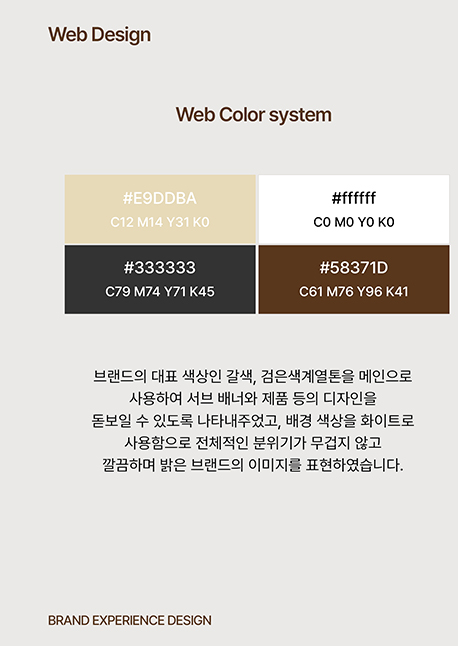 Web Design
Web Color system
#E9DDBA
C12 M14 Y31 K0
#ffffff
C0 M0 Y0 K0
#333333
C79 M74 Y71 K45
#58371D
C61 M76 Y96 K41
브랜드의 대표 색상인 갈색, 검은색계열톤을 메인으로
사용하여 서브 배너와 제품 등의 디자인을
돋보일 수 있도록 나타내주었고, 배경 색상을 화이트로
사용함으로 전체적인 분위기가 무겁지 않고
깔끔하며 밝은 브랜드의 이미지를 표현하였습니다.
BRAND EXPERIENCE DESIGN